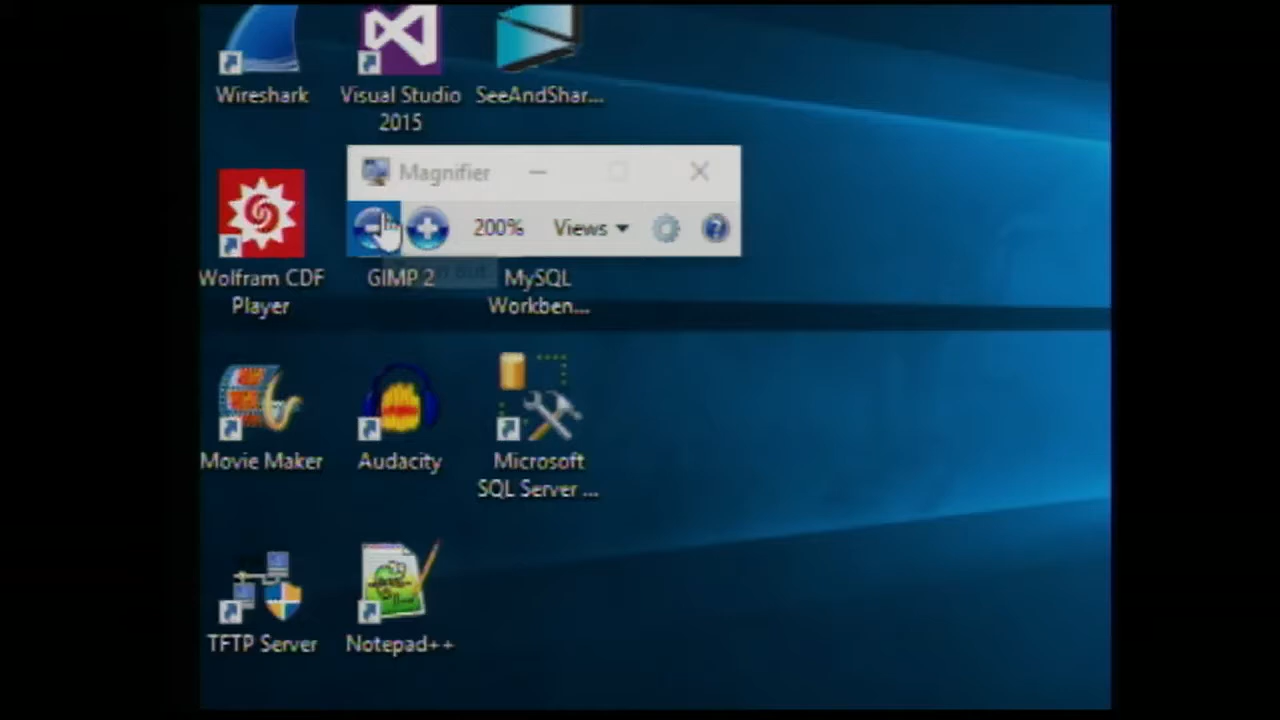 Wireshark
Visual Studio
2015
SeeAndShar...
Magnifier
200%
Views
Wolfram CDF
Player
GIMP 2
MySQL
Workben...
Movie Maker
Audacity
Microsoft
SQL Server ...
TFTP Server
Notepad++